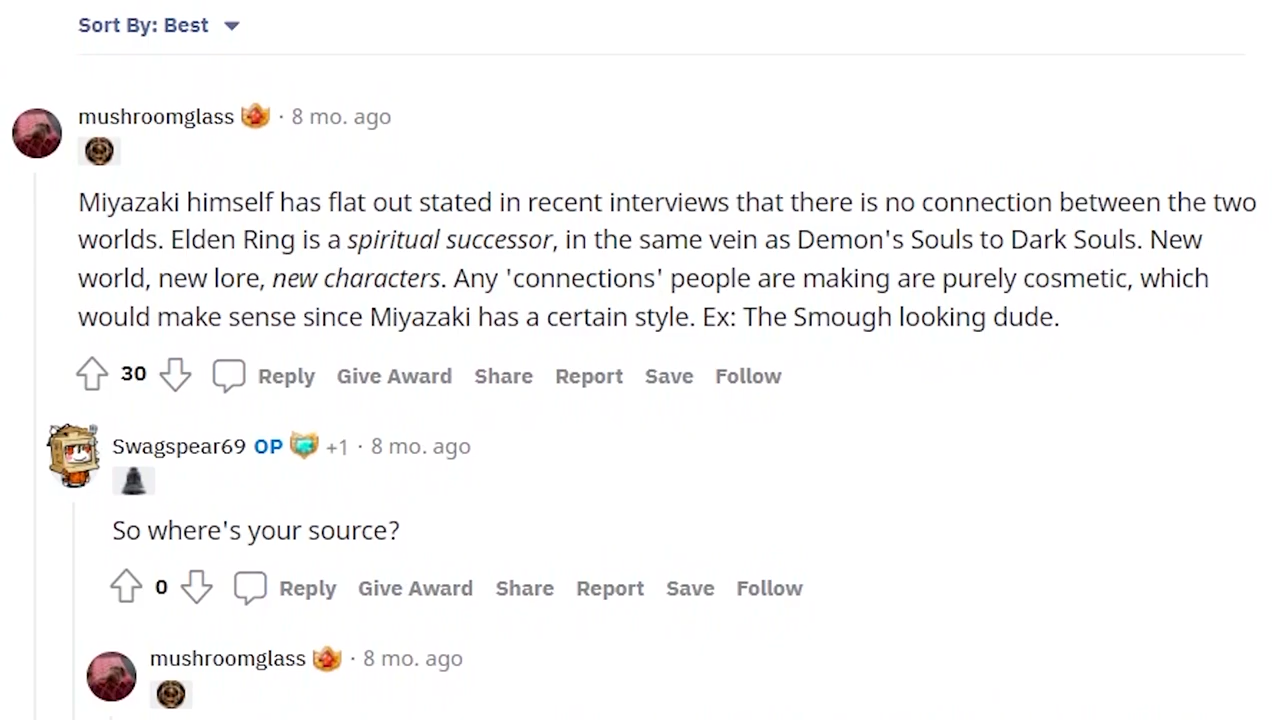 Sort By: Best
mushroomglass · 8 mo. ago
Miyazaki himself has flat out stated in recent interviews that there is no connection between the two
worlds. Elden Ring is a spiritual successor, in the same vein as Demon's Souls to Dark Souls. New
world, new lore, new characters. Any 'connections' people are making are purely cosmetic, which
would make sense since Miyazaki has a certain style. Ex: The Smough looking dude.
30 Reply Give Award Share Report Save Follow
Swagspear69 OP +1 · 8 mo. ago
So where's your source?
0 Reply Give Award Share Report Save Follow
mushroomglass · 8 mo. ago